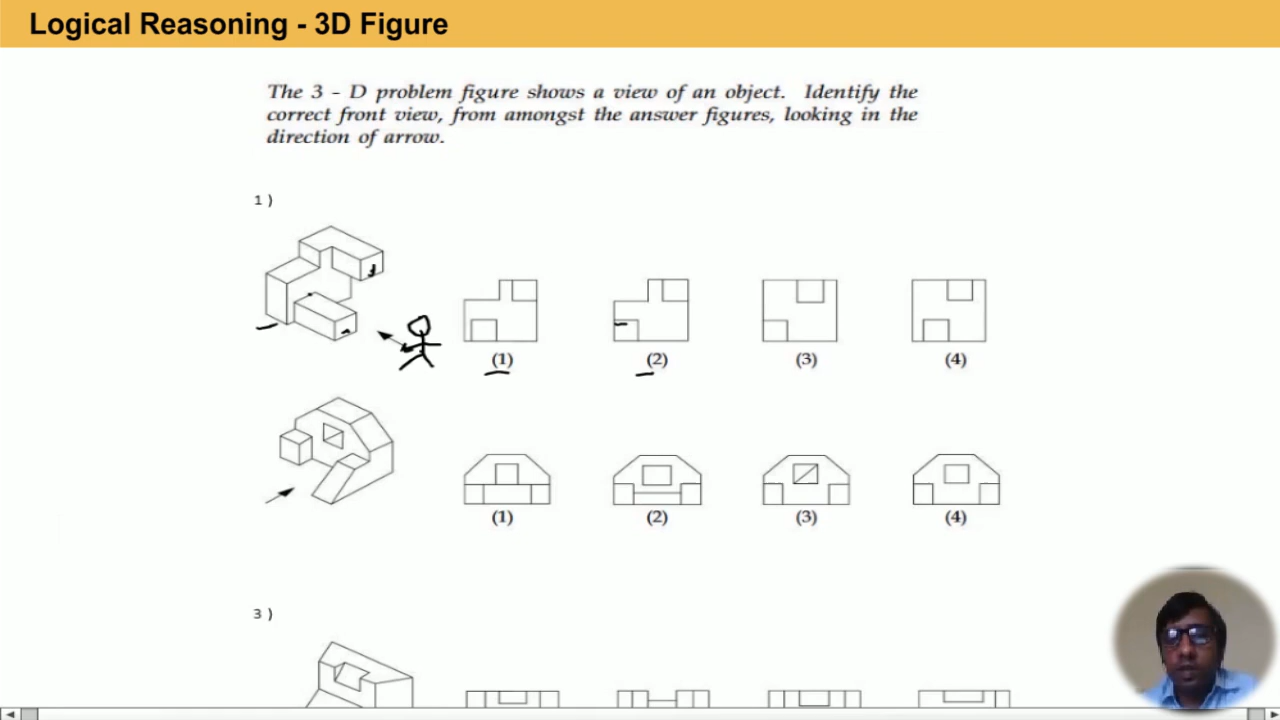 Logical Reasoning - 3D Figure
The 3 - D problem figure shows a view of an object. Identify the
correct front view, from amongst the answer figures, looking in the
direction of arrow.
1 )
(1) (2) (3) (4)
(1) (2) (3) (4)
3 )